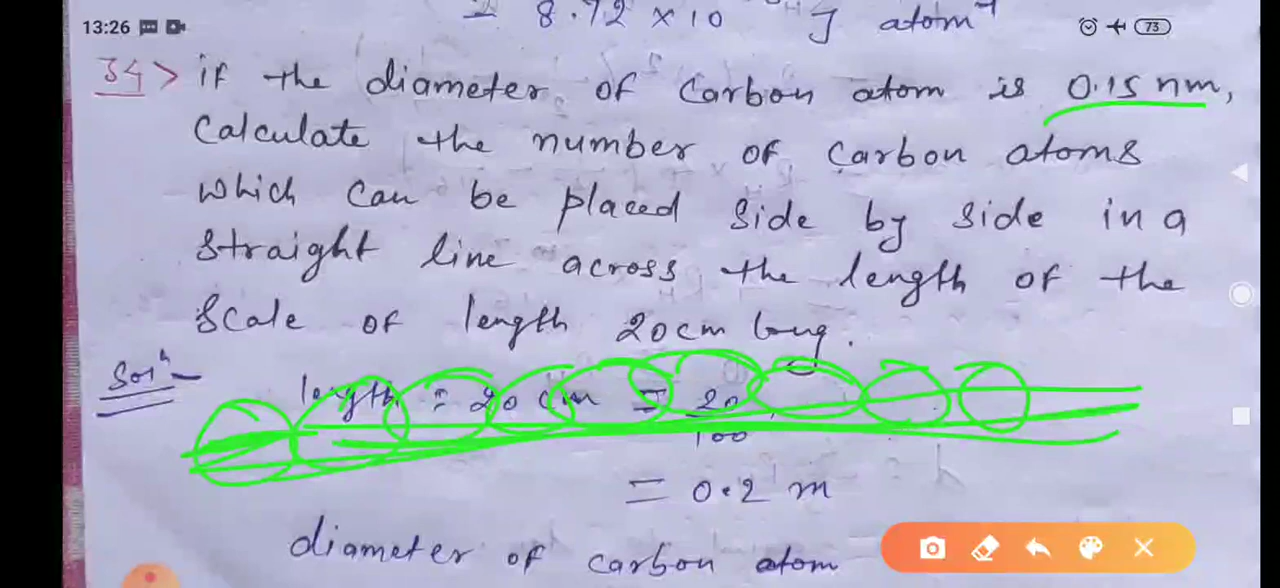 = 8.72 × 10 J atom⁻¹
13:26 73
34> if the diameter of carbon atom is 0.15 nm,
calculate the number of carbon atoms
which can be placed side by side in a
straight line across the length of the
scale of length 20cm long.
Solⁿ-
length = 20 cm = 20
100
= 0.2 m
diameter of carbon atom